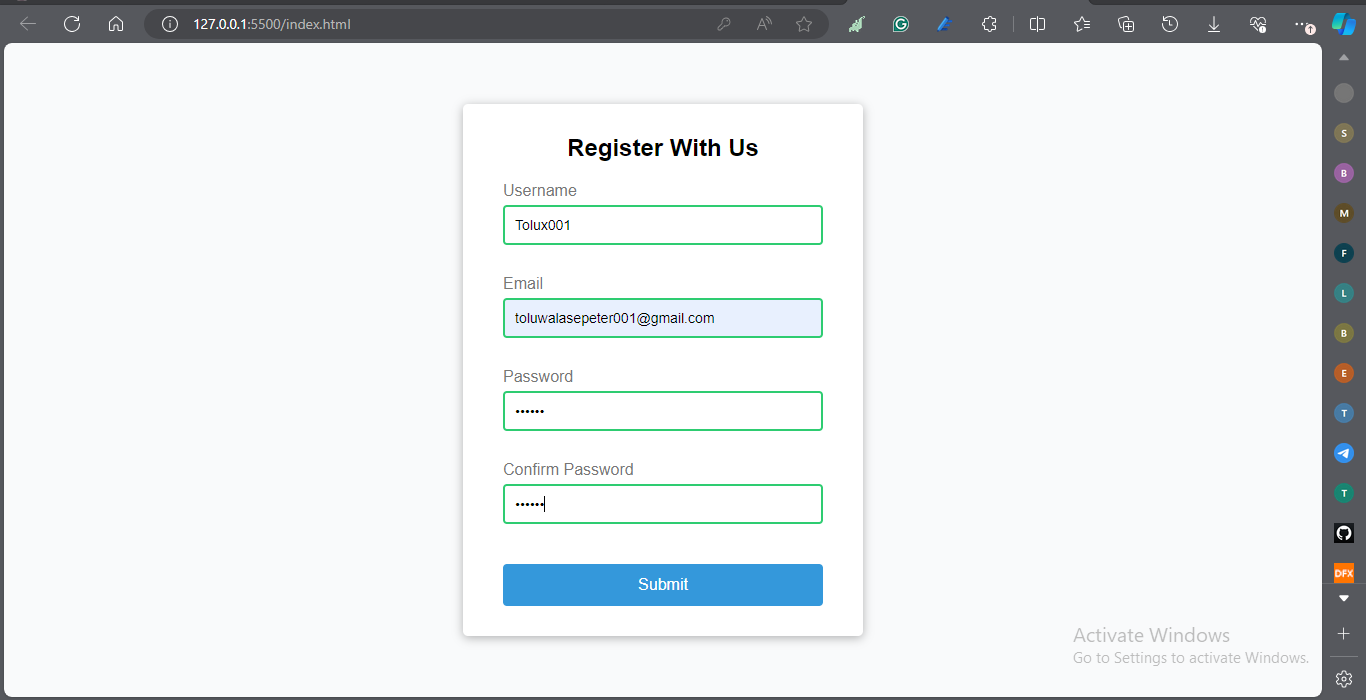 127.0.0.1:5500/index.html
Register With Us
Username
Tolux001
Email
toluwalasepeter001@gmail.com
Password
••••••
Confirm Password
••••••
Submit
S
B
M
F
L
B
E
T
T
DFX
Activate Windows
Go to Settings to activate Windows.